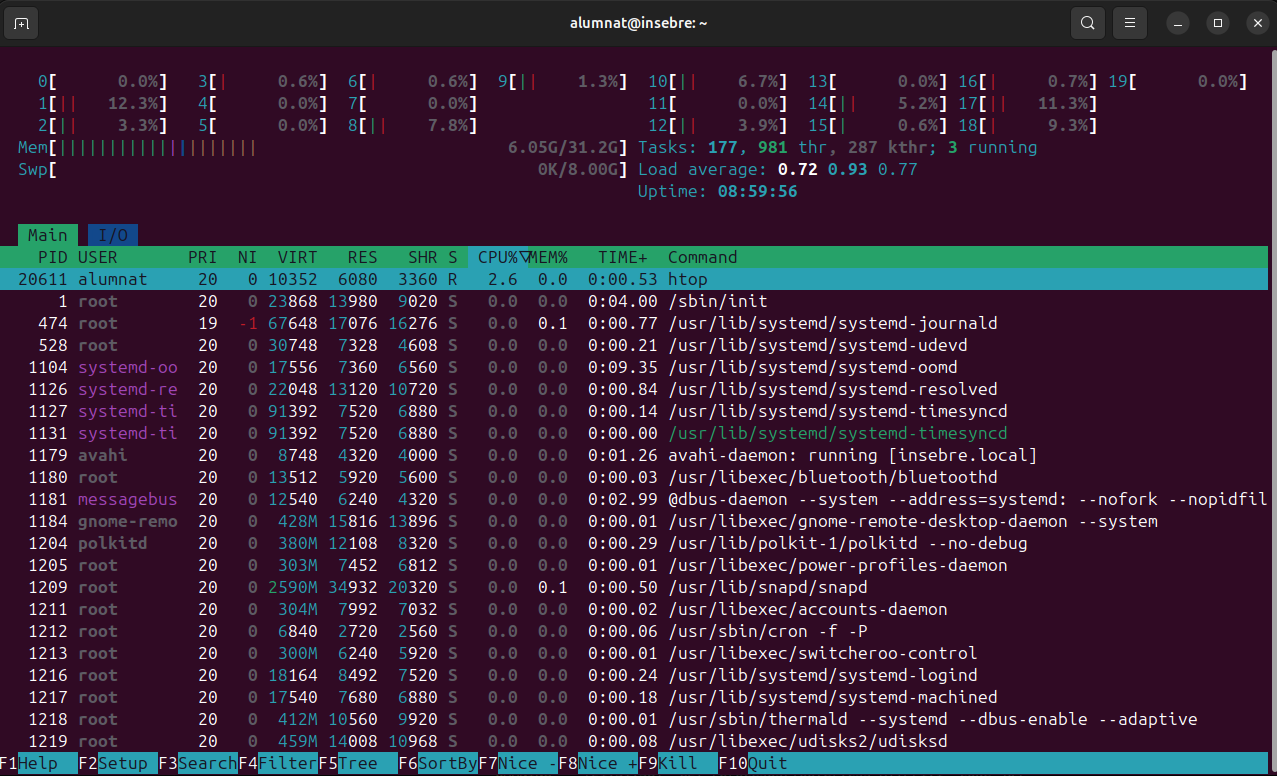 alumnat@insebre: ~
0[ 0.0%] 3[| 0.6%] 6[| 0.6%] 9[|| 1.3%] 10[|| 6.7%] 13[ 0.0%] 16[| 0.7%] 19[ 0.0%]
1[|| 12.3%] 4[ 0.0%] 7[ 0.0%] 11[ 0.0%] 14[|| 5.2%] 17[|| 11.3%]
2[|| 3.3%] 5[ 0.0%] 8[|| 7.8%] 12[|| 3.9%] 15[| 0.6%] 18[| 9.3%]
Mem[|||||||||||||||||||| 6.05G/31.2G] Tasks: 177, 981 thr, 287 kthr; 3 running
Swp[ 0K/8.00G] Load average: 0.72 0.93 0.77
Uptime: 08:59:56
Main I/O
PID USER PRI NI VIRT RES SHR S CPU%▽MEM% TIME+ Command
20611 alumnat 20 0 10352 6080 3360 R 2.6 0.0 0:00.53 htop
1 root 20 0 23868 13980 9020 S 0.0 0.0 0:04.00 /sbin/init
474 root 19 -1 67648 17076 16276 S 0.0 0.1 0:00.77 /usr/lib/systemd/systemd-journald
528 root 20 0 30748 7328 4608 S 0.0 0.0 0:00.21 /usr/lib/systemd/systemd-udevd
1104 systemd-oo 20 0 17556 7360 6560 S 0.0 0.0 0:09.35 /usr/lib/systemd/systemd-oomd
1126 systemd-re 20 0 22048 13120 10720 S 0.0 0.0 0:00.84 /usr/lib/systemd/systemd-resolved
1127 systemd-ti 20 0 91392 7520 6880 S 0.0 0.0 0:00.14 /usr/lib/systemd/systemd-timesyncd
1131 systemd-ti 20 0 91392 7520 6880 S 0.0 0.0 0:00.00 /usr/lib/systemd/systemd-timesyncd
1179 avahi 20 0 8748 4320 4000 S 0.0 0.0 0:01.26 avahi-daemon: running [insebre.local]
1180 root 20 0 13512 5920 5600 S 0.0 0.0 0:00.03 /usr/libexec/bluetooth/bluetoothd
1181 messagebus 20 0 12540 6240 4320 S 0.0 0.0 0:02.99 @dbus-daemon --system --address=systemd: --nofork --nopidfil
1184 gnome-remo 20 0 428M 15816 13896 S 0.0 0.0 0:00.01 /usr/libexec/gnome-remote-desktop-daemon --system
1204 polkitd 20 0 380M 12108 8320 S 0.0 0.0 0:00.29 /usr/lib/polkit-1/polkitd --no-debug
1205 root 20 0 303M 7452 6812 S 0.0 0.0 0:00.01 /usr/libexec/power-profiles-daemon
1209 root 20 0 2590M 34932 20320 S 0.0 0.1 0:00.50 /usr/lib/snapd/snapd
1211 root 20 0 304M 7992 7032 S 0.0 0.0 0:00.02 /usr/libexec/accounts-daemon
1212 root 20 0 6840 2720 2560 S 0.0 0.0 0:00.06 /usr/sbin/cron -f -P
1213 root 20 0 300M 6240 5920 S 0.0 0.0 0:00.01 /usr/libexec/switcheroo-control
1216 root 20 0 18164 8492 7520 S 0.0 0.0 0:00.24 /usr/lib/systemd/systemd-logind
1217 root 20 0 17540 7680 6880 S 0.0 0.0 0:00.18 /usr/lib/systemd/systemd-machined
1218 root 20 0 412M 10560 9920 S 0.0 0.0 0:00.01 /usr/sbin/thermald --systemd --dbus-enable --adaptive
1219 root 20 0 459M 14008 10968 S 0.0 0.0 0:00.08 /usr/libexec/udisks2/udisksd
F1Help F2Setup F3SearchF4FilterF5Tree F6SortByF7Nice -F8Nice +F9Kill F10Quit